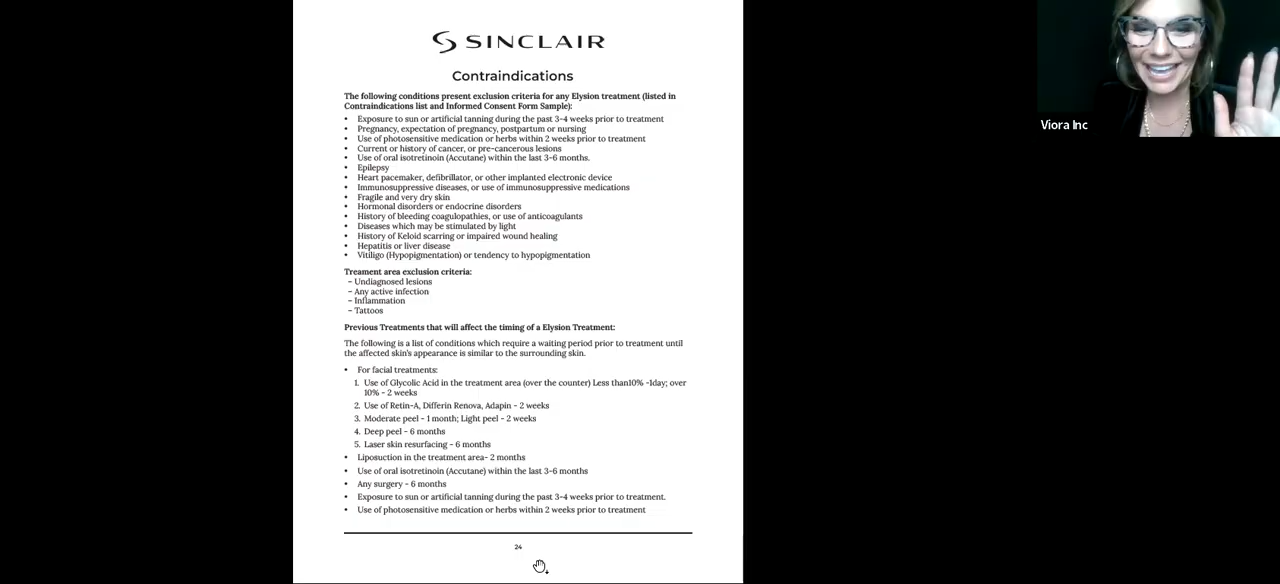 SINCLAIR
Contraindications
The following conditions present exclusion criteria for any Elysion treatment (listed in
Contraindications list and Informed Consent Form Sample):
• Exposure to sun or artificial tanning during the past 3-4 weeks prior to treatment
• Pregnancy, expectation of pregnancy, postpartum or nursing
• Use of photosensitive medication or herbs within 2 weeks prior to treatment
• Current or history of cancer, or pre-cancerous lesions
• Use of oral isotretinoin (Accutane) within the last 3-6 months.
• Epilepsy
• Heart pacemaker, defibrillator, or other implanted electronic device
• Immunosuppressive diseases, or use of immunosuppressive medications
• Fragile and very dry skin
• Hormonal disorders or endocrine disorders
• History of bleeding coagulopathies, or use of anticoagulants
• Diseases which may be stimulated by light
• History of Keloid scarring or impaired wound healing
• Hepatitis or liver disease
• Vitiligo (Hypopigmentation) or tendency to hypopigmentation
Treament area exclusion criteria:
– Undiagnosed lesions
– Any active infection
– Inflammation
– Tattoos
Previous Treatments that will affect the timing of a Elysion Treatment:
The following is a list of conditions which require a waiting period prior to treatment until
the affected skin's appearance is similar to the surrounding skin.
• For facial treatments:
1. Use of Glycolic Acid in the treatment area (over the counter) Less than10% -1day; over
10% - 2 weeks
2. Use of Retin-A, Differin Renova, Adapin - 2 weeks
3. Moderate peel - 1 month; Light peel - 2 weeks
4. Deep peel - 6 months
5. Laser skin resurfacing - 6 months
• Liposuction in the treatment area- 2 months
• Use of oral isotretinoin (Accutane) within the last 3-6 months
• Any surgery - 6 months
• Exposure to sun or artificial tanning during the past 3-4 weeks prior to treatment.
• Use of photosensitive medication or herbs within 2 weeks prior to treatment
24
Viora Inc